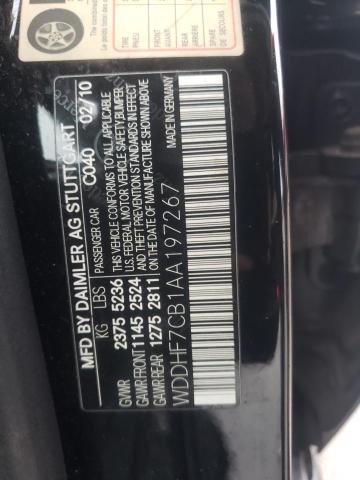 MFD BY DAIMLER AG STUTTGART
PASSENGER CAR C040 02/10
KG LBS THIS VEHICLE CONFORMS TO ALL APPLICABLE
GVWR 2375 5236 U.S. FEDERAL MOTOR VEHICLE SAFETY, BUMPER
GAWR FRONT 1145 2524 AND THEFT PREVENTION STANDARDS IN EFFECT
GAWR REAR 1275 2811 ON THE DATE OF MANUFACTURE SHOWN ABOVE
WDDHF7CB1AA197267
MADE IN GERMANY